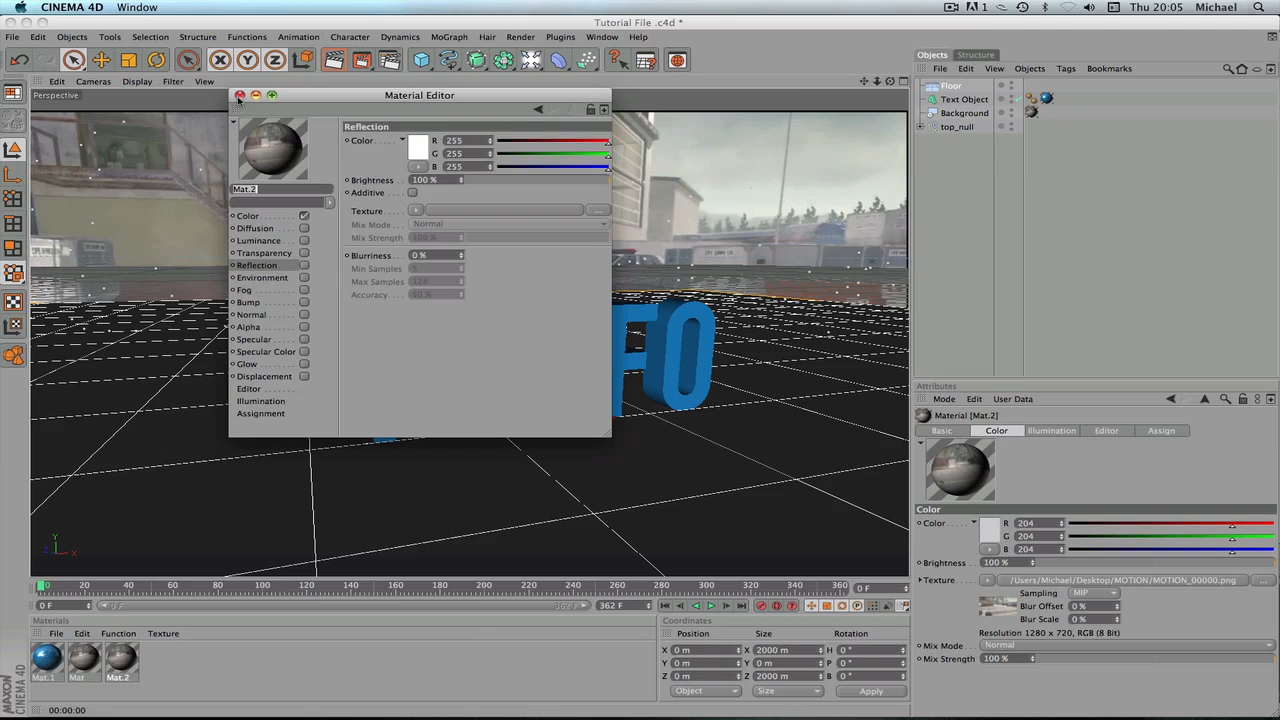 CINEMA 4D Window 1 Thu 20:05 Michael
Tutorial File .c4d *
File Edit Objects Tools Selection Structure Functions Animation Character Dynamics MoGraph Hair Render Plugins Window Help
Objects Structure
Edit Cameras Display Filter View
File Edit View Objects Tags Bookmarks
Perspective
Material Editor
Floor
Text Object
Background
top_null
Reflection
Color R 255
G 255
B 255
Brightness 100 %
Additive
Mat.2
Texture ...
Color
Mix Mode Normal
Diffusion
Mix Strength 100 %
Luminance
Transparency
Blurriness 0 %
Reflection
Min Samples 5
Environment
Max Samples 128
Fog
Accuracy 50 %
Bump
Normal
Alpha
Specular
Specular Color
Glow
Displacement
Editor
Illumination
Assignment
FO
Attributes
Mode Edit User Data
Material [Mat.2]
Basic Color Illumination Editor Assign
Color
Color R 204
G 204
B 204
Brightness 100 %
Texture /Users/Michael/Desktop/MOTION/MOTION_00000.png ...
Sampling MIP
Blur Offset 0 %
Blur Scale 0 %
Resolution 1280 x 720, RGB (8 Bit)
Mix Mode Normal
Mix Strength 100 %
Y
Z X
0 20 40 60 80 100 120 140 160 180 200 220 240 260 280 300 320 340 360 0 F
0 F 0 F 362 F 362 F
Materials
File Edit Function Texture
Mat.1 Mat Mat.2
Coordinates
Position Size Rotation
X 0 m X 2000 m H 0 °
Y 0 m Y 0 m P 0 °
Z 0 m Z 2000 m B 0 °
Object Size Apply
MAXON
CINEMA 4D
00:00:00